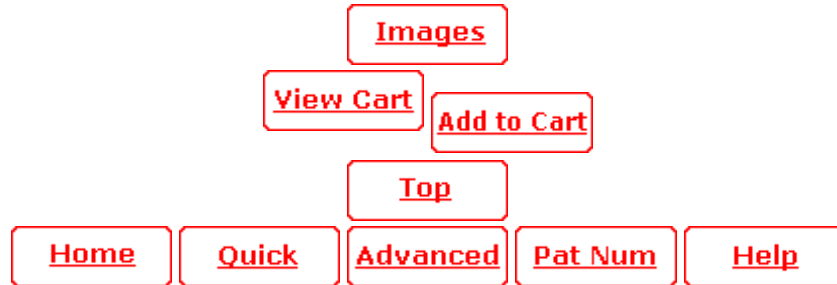 Images
View Cart
Add to Cart
Top
Home Quick Advanced Pat Num Help